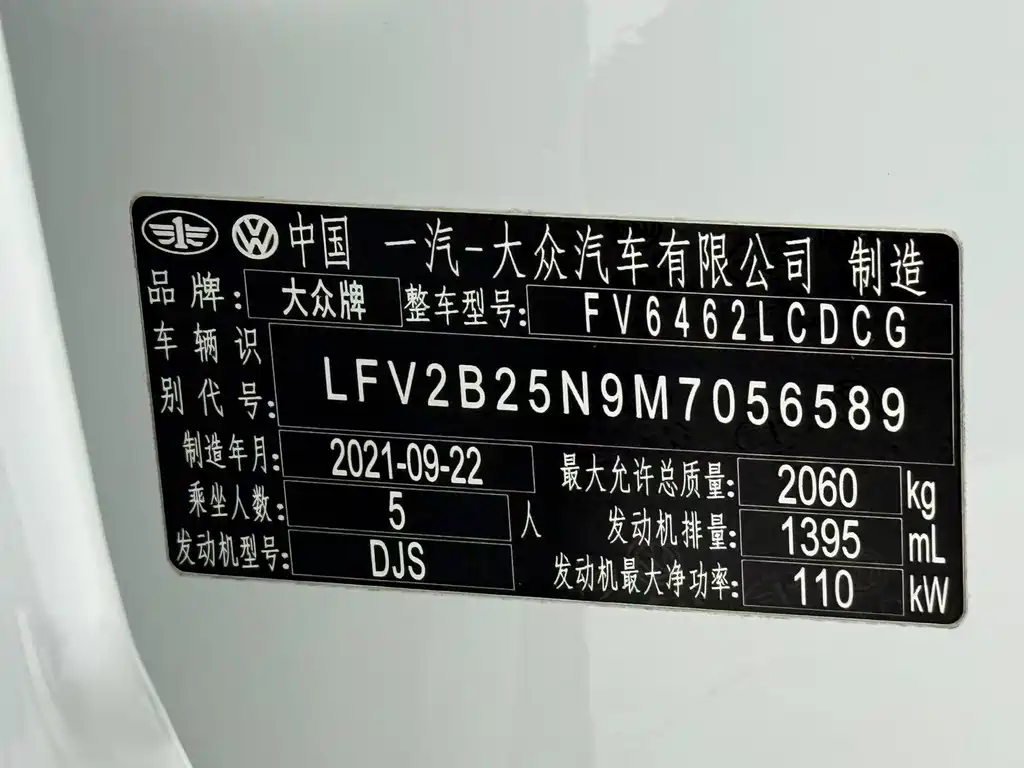 中国 一汽-大众汽车有限公司 制造
品牌: 大众牌 整车型号: FV6462LCDCG
车辆识别代号: LFV2B25N9M7056589
制造年月: 2021-09-22 最大允许总质量: 2060 kg
乘坐人数: 5 人 发动机排量: 1395 mL
发动机型号: DJS 发动机最大净功率: 110 kW